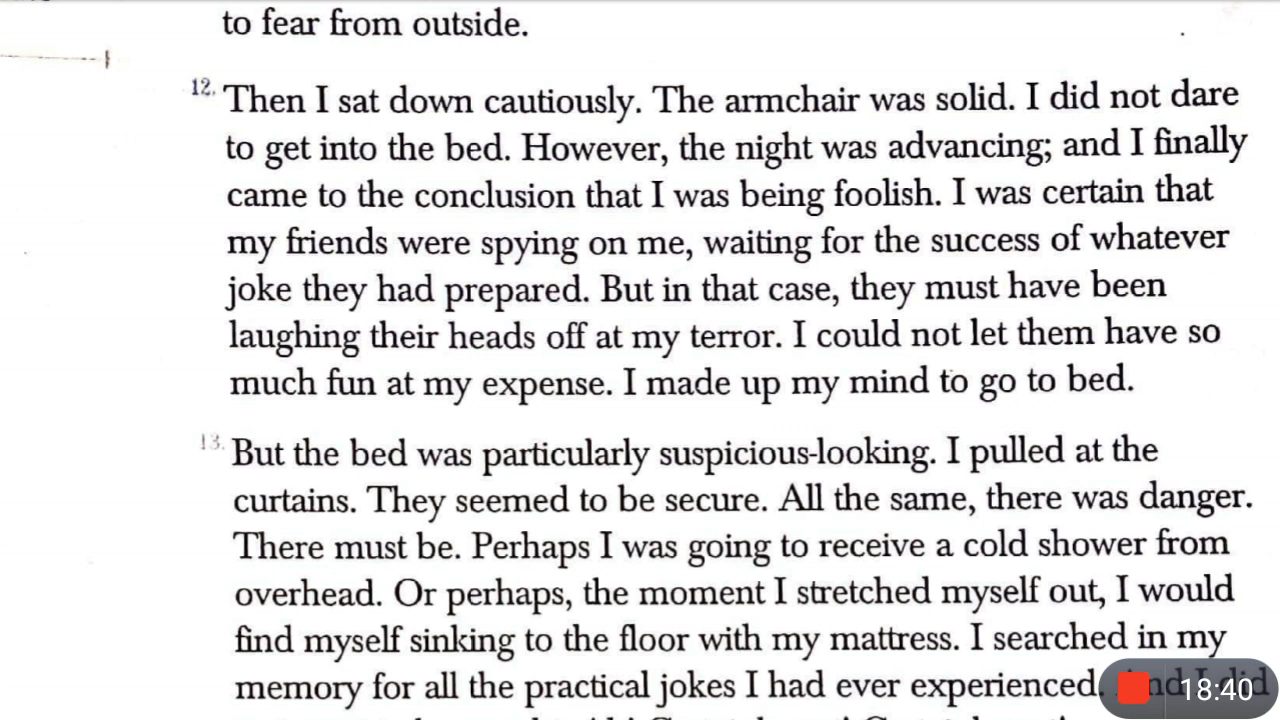 to fear from outside.
12. Then I sat down cautiously. The armchair was solid. I did not dare
to get into the bed. However, the night was advancing; and I finally
came to the conclusion that I was being foolish. I was certain that
my friends were spying on me, waiting for the success of whatever
joke they had prepared. But in that case, they must have been
laughing their heads off at my terror. I could not let them have so
much fun at my expense. I made up my mind to go to bed.
13. But the bed was particularly suspicious-looking. I pulled at the
curtains. They seemed to be secure. All the same, there was danger.
There must be. Perhaps I was going to receive a cold shower from
overhead. Or perhaps, the moment I stretched myself out, I would
find myself sinking to the floor with my mattress. I searched in my
memory for all the practical jokes I had ever experienced. And I did
18:40